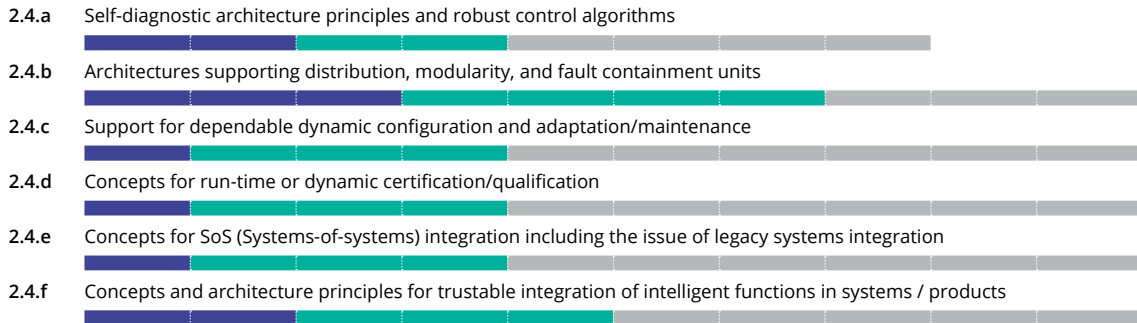 2.4.a Self-diagnostic architecture principles and robust control algorithms
2.4.b Architectures supporting distribution, modularity, and fault containment units
2.4.c Support for dependable dynamic configuration and adaptation/maintenance
2.4.d Concepts for run-time or dynamic certification/qualification
2.4.e Concepts for SoS (Systems-of-systems) integration including the issue of legacy systems integration
2.4.f Concepts and architecture principles for trustable integration of intelligent functions in systems / products